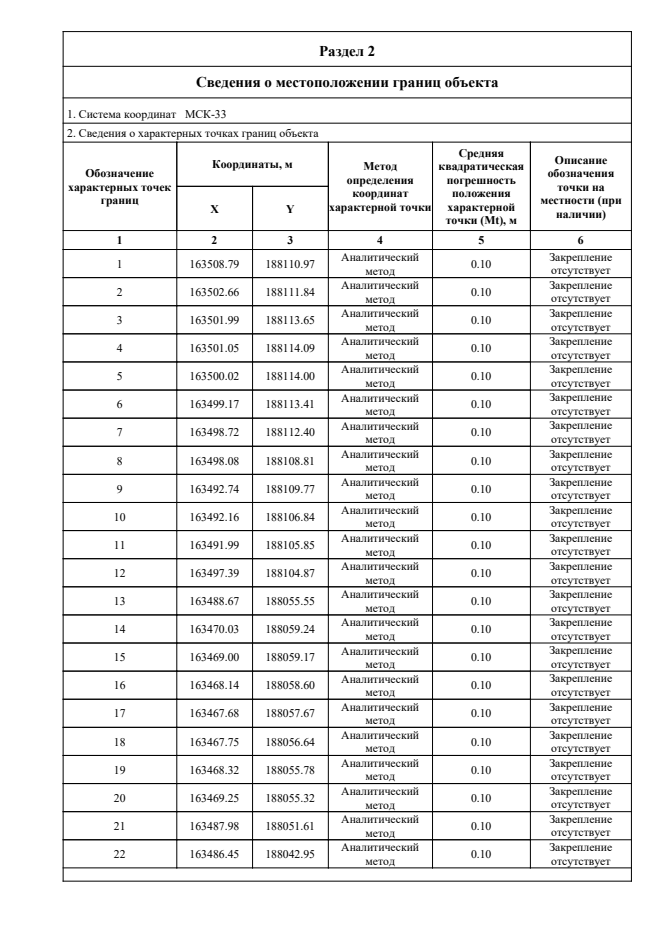 Раздел 2
Сведения о местоположении границ объекта
1. Система координат МСК-33
2. Сведения о характерных точках границ объекта
Обозначение характерных точек границ
Координаты, м
X
Y
Метод определения координат характерной точки
Средняя квадратическая погрешность положения характерной точки (Mt), м
Описание обозначения точки на местности (при наличии)
1 2 3 4 5 6
1 163508.79 188110.97 Аналитический метод 0.10 Закрепление отсутствует
2 163502.66 188111.84 Аналитический метод 0.10 Закрепление отсутствует
3 163501.99 188113.65 Аналитический метод 0.10 Закрепление отсутствует
4 163501.05 188114.09 Аналитический метод 0.10 Закрепление отсутствует
5 163500.02 188114.00 Аналитический метод 0.10 Закрепление отсутствует
6 163499.17 188113.41 Аналитический метод 0.10 Закрепление отсутствует
7 163498.72 188112.40 Аналитический метод 0.10 Закрепление отсутствует
8 163498.08 188108.81 Аналитический метод 0.10 Закрепление отсутствует
9 163492.74 188109.77 Аналитический метод 0.10 Закрепление отсутствует
10 163492.16 188106.84 Аналитический метод 0.10 Закрепление отсутствует
11 163491.99 188105.85 Аналитический метод 0.10 Закрепление отсутствует
12 163497.39 188104.87 Аналитический метод 0.10 Закрепление отсутствует
13 163488.67 188055.55 Аналитический метод 0.10 Закрепление отсутствует
14 163470.03 188059.24 Аналитический метод 0.10 Закрепление отсутствует
15 163469.00 188059.17 Аналитический метод 0.10 Закрепление отсутствует
16 163468.14 188058.60 Аналитический метод 0.10 Закрепление отсутствует
17 163467.68 188057.67 Аналитический метод 0.10 Закрепление отсутствует
18 163467.75 188056.64 Аналитический метод 0.10 Закрепление отсутствует
19 163468.32 188055.78 Аналитический метод 0.10 Закрепление отсутствует
20 163469.25 188055.32 Аналитический метод 0.10 Закрепление отсутствует
21 163487.98 188051.61 Аналитический метод 0.10 Закрепление отсутствует
22 163486.45 188042.95 Аналитический метод 0.10 Закрепление отсутствует